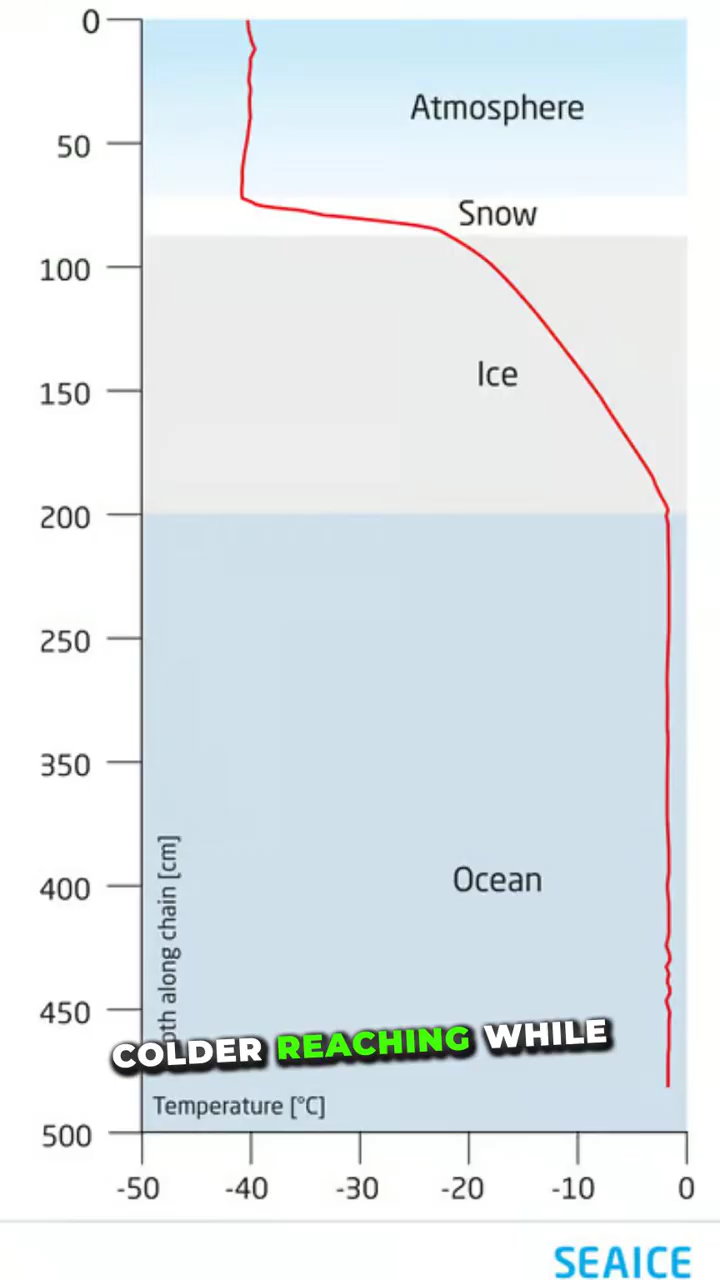 0
Atmosphere
50
Snow
100
Ice
150
200
250
350
400
Ocean
along chain [cm]
450
COLDER REACHING WHILE
Temperature [°C]
500
-50 -40 -30 -20 -10 0
SEAICE